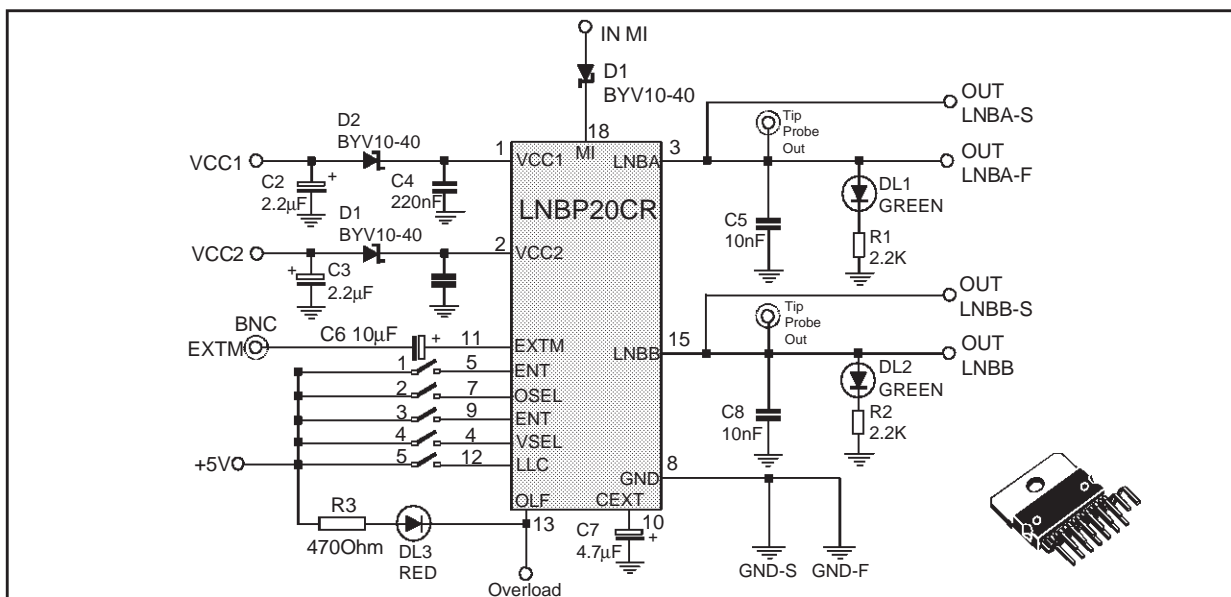 IN MI
D1
BYV10-40
OUT
LNBA-S
Tip
Probe
Out
D2
BYV10-40
18
MI
1
3
VCC1
VCC1
LNBA
OUT
LNBA-F
C2
2.2µF
+
C4
220nF
LNBP20CR
DL1
GREEN
C5
10nF
R1
2.2K
D1
BYV10-40
2
VCC2
VCC2
+
C3
2.2µF
OUT
LNBB-S
Tip
Probe
Out
BNC
EXTM
C6 10µF
+
11
EXTM
15
LNBB
OUT
LNBB
1
5
ENT
2
7
OSEL
3
9
ENT
4
4
VSEL
5
12
LLC
+5V
DL2
GREEN
C8
10nF
R2
2.2K
8
GND
OLF
CEXT
R3
470Ohm
DL3
RED
13
10
C7
4.7µF
+
Overload
GND-S
GND-F